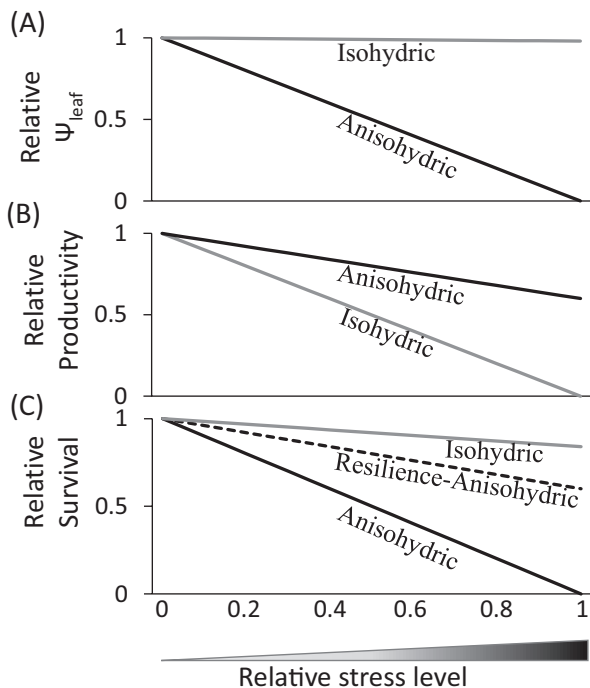 (A)
1
0.5
0
Relative
Ψleaf
Isohydric
Anisohydric
(B)
1
0.5
0
Relative
Productivity
Anisohydric
Isohydric
(C)
1
0.5
0
Relative
Survival
Isohydric
Resilience-Anisohydric
Anisohydric
0 0.2 0.4 0.6 0.8 1
Relative stress level